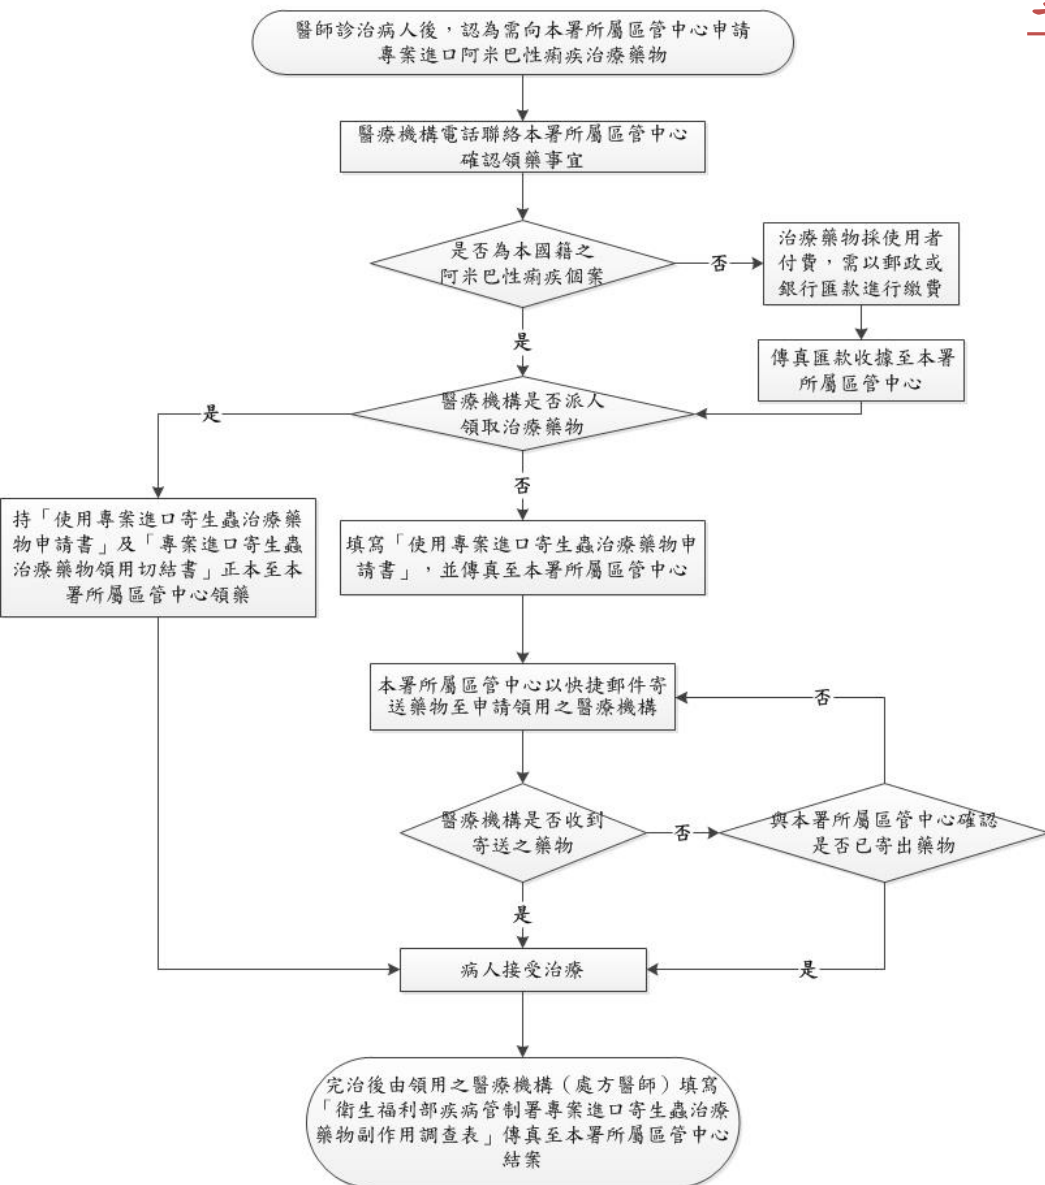 醫師診治病人後，認為需向本署所屬區管中心申請
專案進口阿米巴性痢疾治療藥物
醫療機構電話聯絡本署所屬區管中心
確認領藥事宜
是否為本國籍之
阿米巴性痢疾個案
否
治療藥物採使用者
付費，需以郵政或
銀行匯款進行繳費
是
傳真匯款收據至本署
所屬區管中心
醫療機構是否派人
領取治療藥物
是
否
持「使用專案進口寄生蟲治療藥
物申請書」及「專案進口寄生蟲
治療藥物領用切結書」正本至本
署所屬區管中心領藥
填寫「使用專案進口寄生蟲治療藥物申
請書」，並傳真至本署所屬區管中心
本署所屬區管中心以快捷郵件寄
送藥物至申請領用之醫療機構
否
醫療機構是否收到
寄送之藥物
否
與本署所屬區管中心確認
是否已寄出藥物
是
病人接受治療
是
完治後由領用之醫療機構（處方醫師）填寫
「衛生福利部疾病管制署專案進口寄生蟲治療
藥物副作用調查表」傳真至本署所屬區管中心
結案